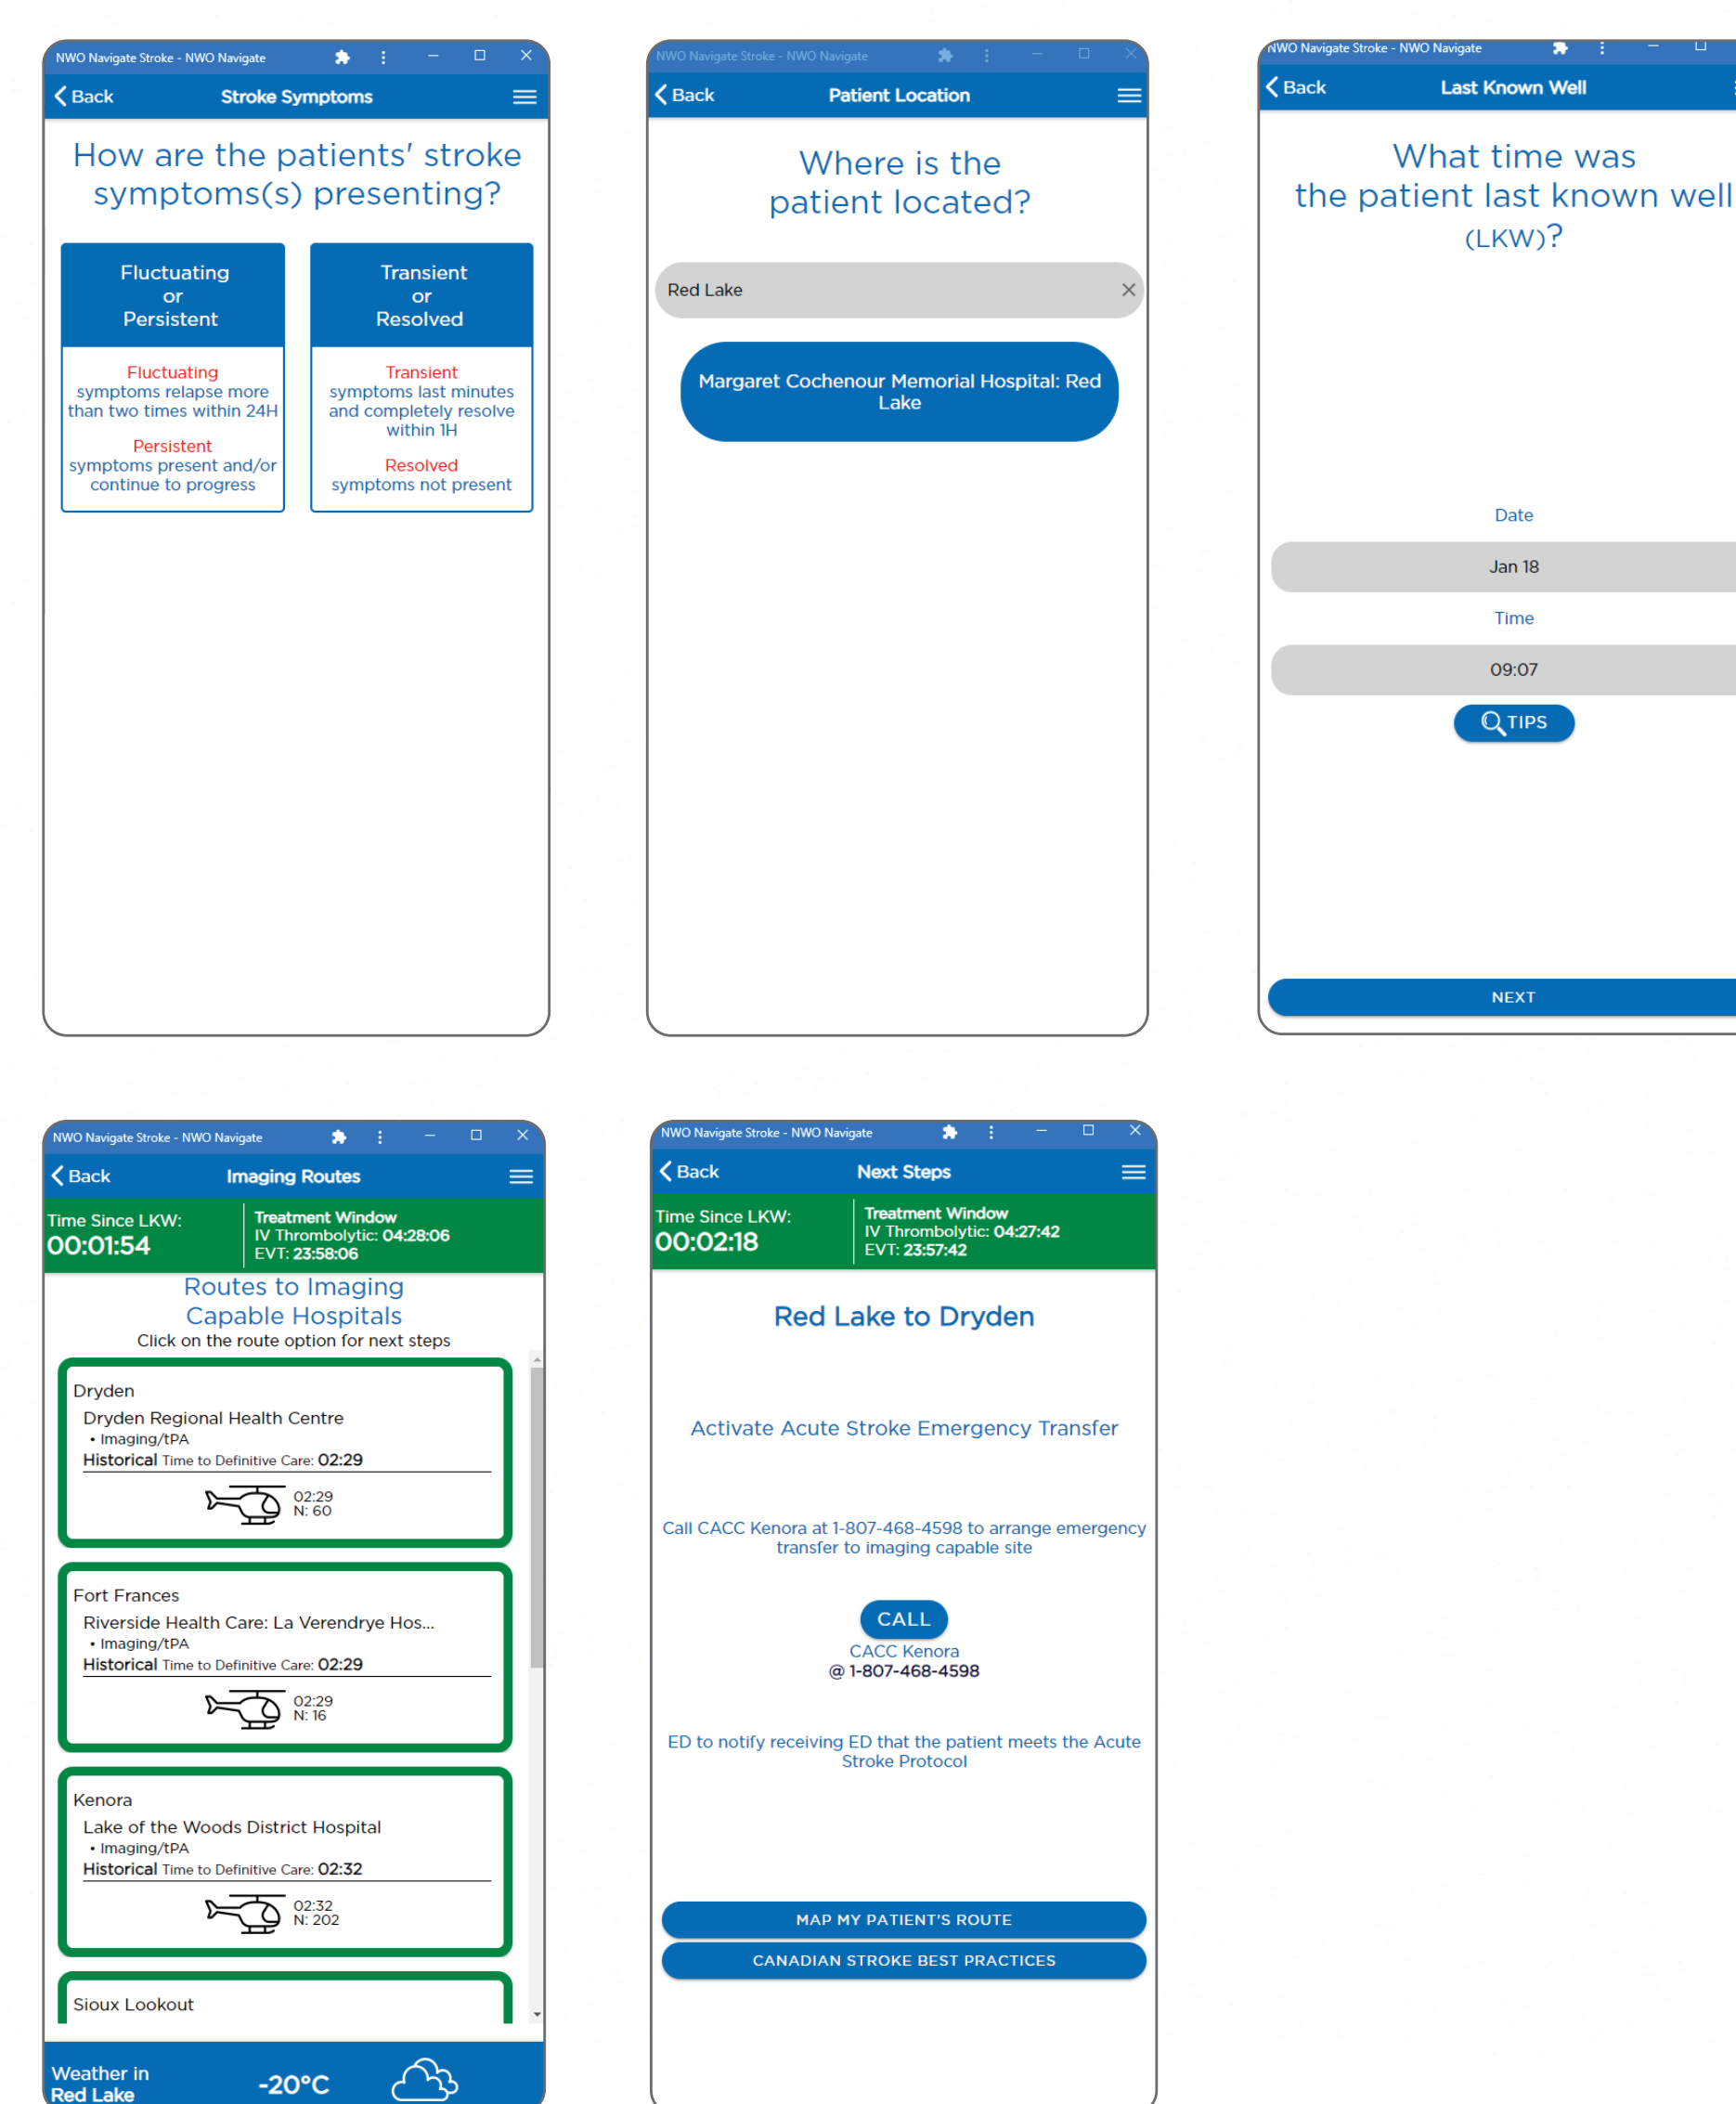 NWO Navigate Stroke - NWO Navigate
Back
Stroke Symptoms
How are the patients' stroke
symptoms(s) presenting?
Fluctuating
or
Persistent
Fluctuating
symptoms relapse more
than two times within 24H
Persistent
symptoms present and/or
continue to progress
Transient
or
Resolved
Transient
symptoms last minutes
and completely resolve
within 1H
Resolved
symptoms not present
NWO Navigate Stroke - NWO Navigate
Back
Patient Location
Where is the
patient located?
Red Lake
Margaret Cochenour Memorial Hospital: Red
Lake
NWO Navigate Stroke - NWO Navigate
Back
Last Known Well
What time was
the patient last known well
(LKW)?
Date
Jan 18
Time
09:07
TIPS
NEXT
NWO Navigate Stroke - NWO Navigate
Back
Imaging Routes
Time Since LKW:
00:01:54
Treatment Window
IV Thrombolytic: 04:28:06
EVT: 23:58:06
Routes to Imaging
Capable Hospitals
Click on the route option for next steps
Dryden
Dryden Regional Health Centre
• Imaging/tPA
Historical Time to Definitive Care: 02:29
02:29
N: 60
Fort Frances
Riverside Health Care: La Verendrye Hos...
• Imaging/tPA
Historical Time to Definitive Care: 02:29
02:29
N: 16
Kenora
Lake of the Woods District Hospital
• Imaging/tPA
Historical Time to Definitive Care: 02:32
02:32
N: 202
Sioux Lookout
Weather in
Red Lake
-20°C
NWO Navigate Stroke - NWO Navigate
Back
Next Steps
Time Since LKW:
00:02:18
Treatment Window
IV Thrombolytic: 04:27:42
EVT: 23:57:42
Red Lake to Dryden
Activate Acute Stroke Emergency Transfer
Call CACC Kenora at 1-807-468-4598 to arrange emergency
transfer to imaging capable site
CALL
CACC Kenora
@ 1-807-468-4598
ED to notify receiving ED that the patient meets the Acute
Stroke Protocol
MAP MY PATIENT'S ROUTE
CANADIAN STROKE BEST PRACTICES